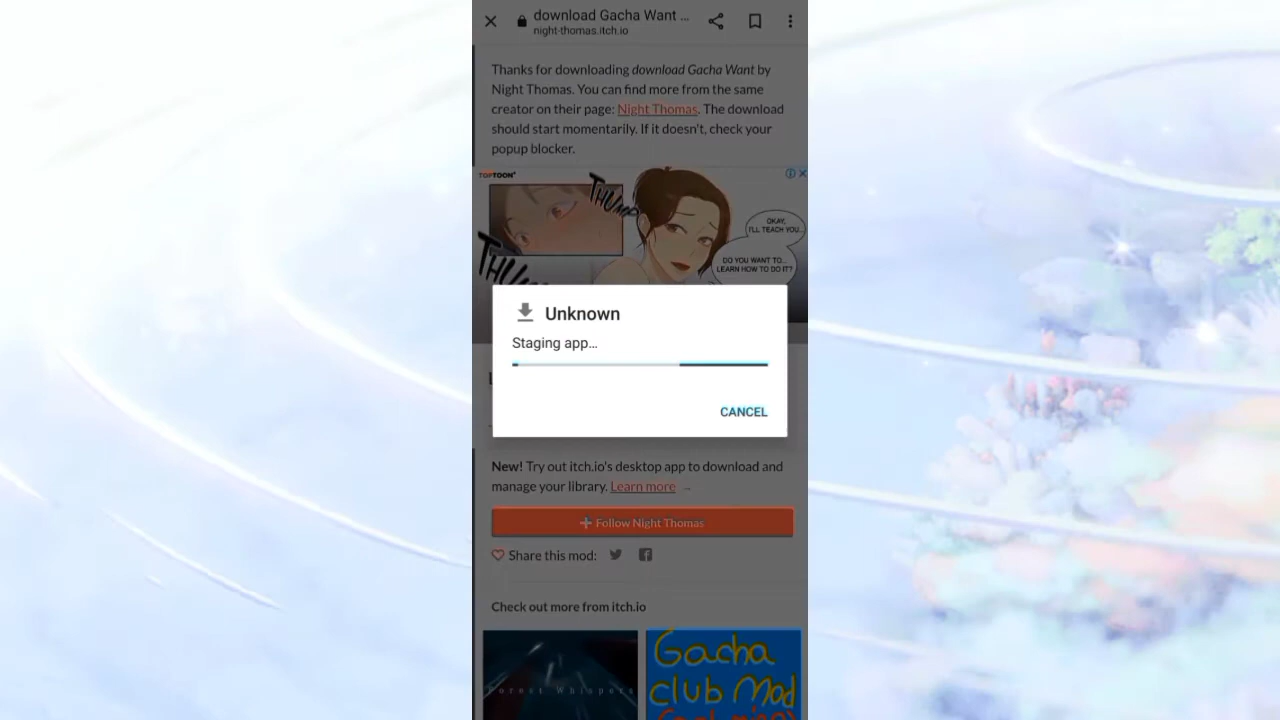 download Gacha Want ...
night-thomas.itch.io
Thanks for downloading download Gacha Want by
Night Thomas. You can find more from the same
creator on their page: Night Thomas. The download
should start momentarily. If it doesn't, check your
popup blocker.
TOPTOON+
THUMP
OKAY,
I'LL TEACH YOU...
DO YOU WANT TO...
LEARN HOW TO DO IT?
Unknown
Staging app...
CANCEL
New! Try out itch.io's desktop app to download and
manage your library. Learn more →
Follow Night Thomas
Share this mod:
Check out more from itch.io
Forest Whispers
Gacha
club Mod